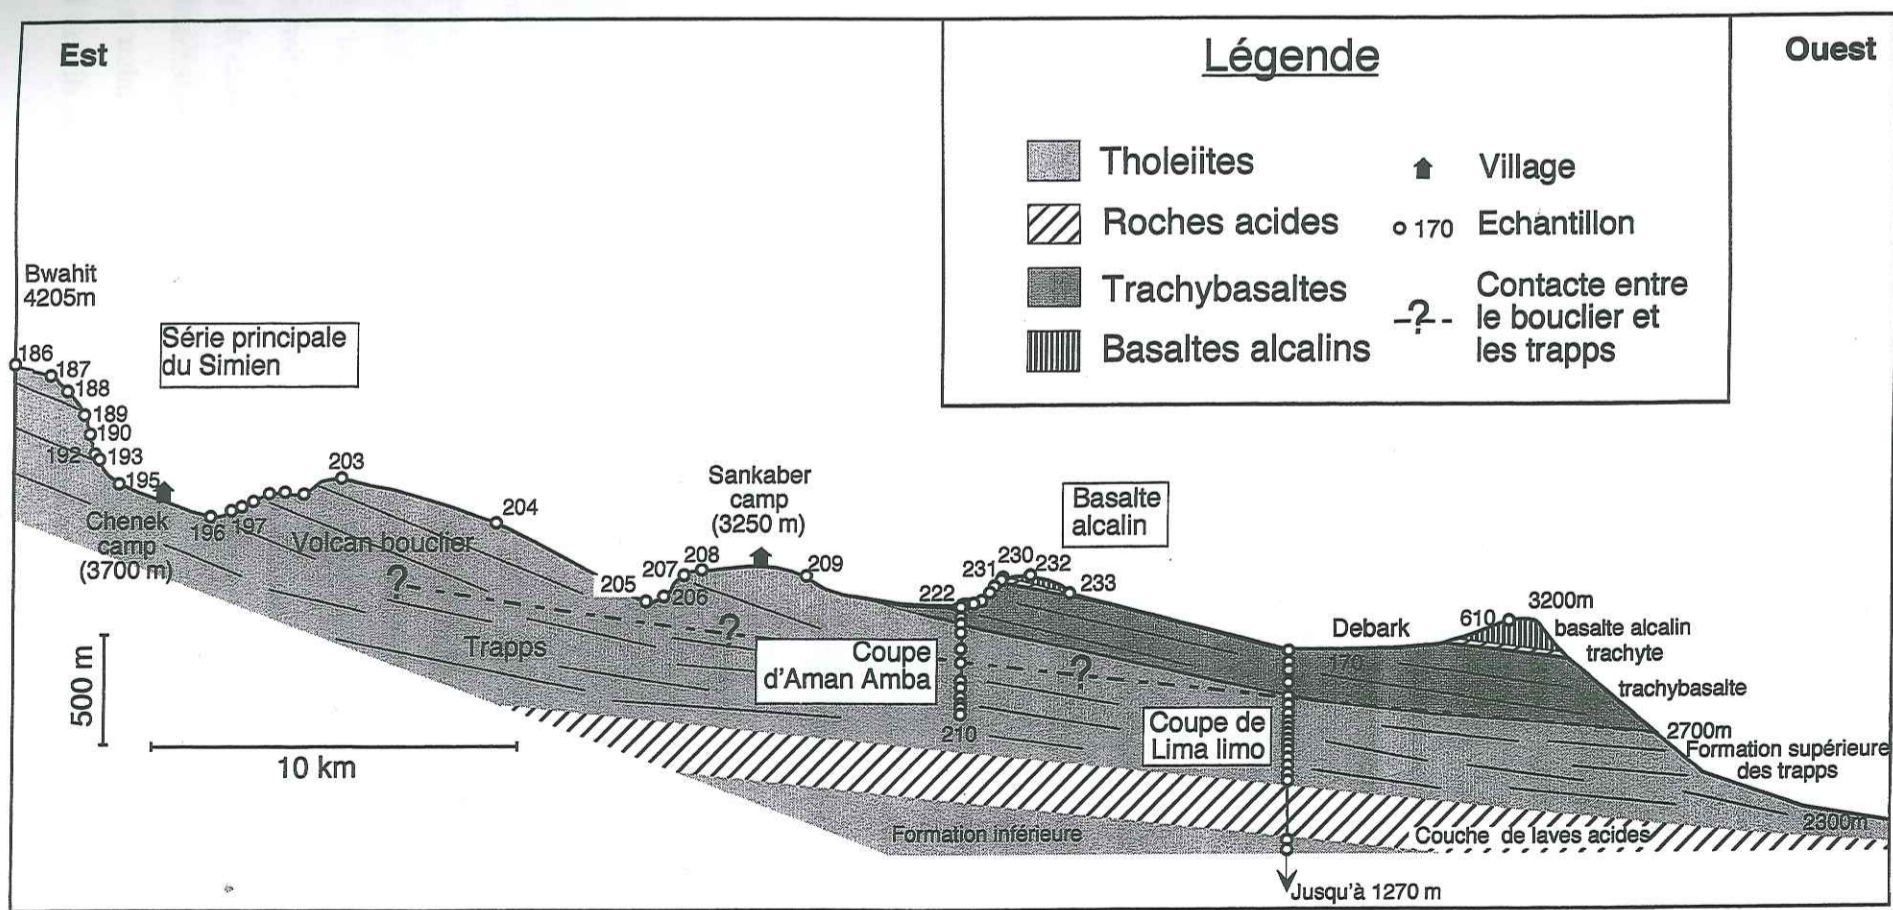 Est
Ouest
Légende
Tholeiites
Roches acides
Trachybasaltes
Basaltes alcalins
Village
170 Echantillon
-?- Contacte entre
le bouclier et
les trapps
Bwahit
4205m
Série principale
du Simien
186
187
188
189
190
192
193
195
Chenek
camp
(3700 m)
196
197
203
204
Volcan bouclier
?
Trapps
205
206
207
208
Sankaber
camp
(3250 m)
209
?
Coupe
d'Aman Amba
222
210
231
230
232
233
Basalte
alcalin
?
Coupe de
Lima limo
Debark
170
610
3200m
basalte alcalin
trachyte
trachybasalte
2700m
Formation supérieure
des trapps
2300m
500 m
10 km
Formation inférieure
Couche de laves acides
Jusqu'à 1270 m